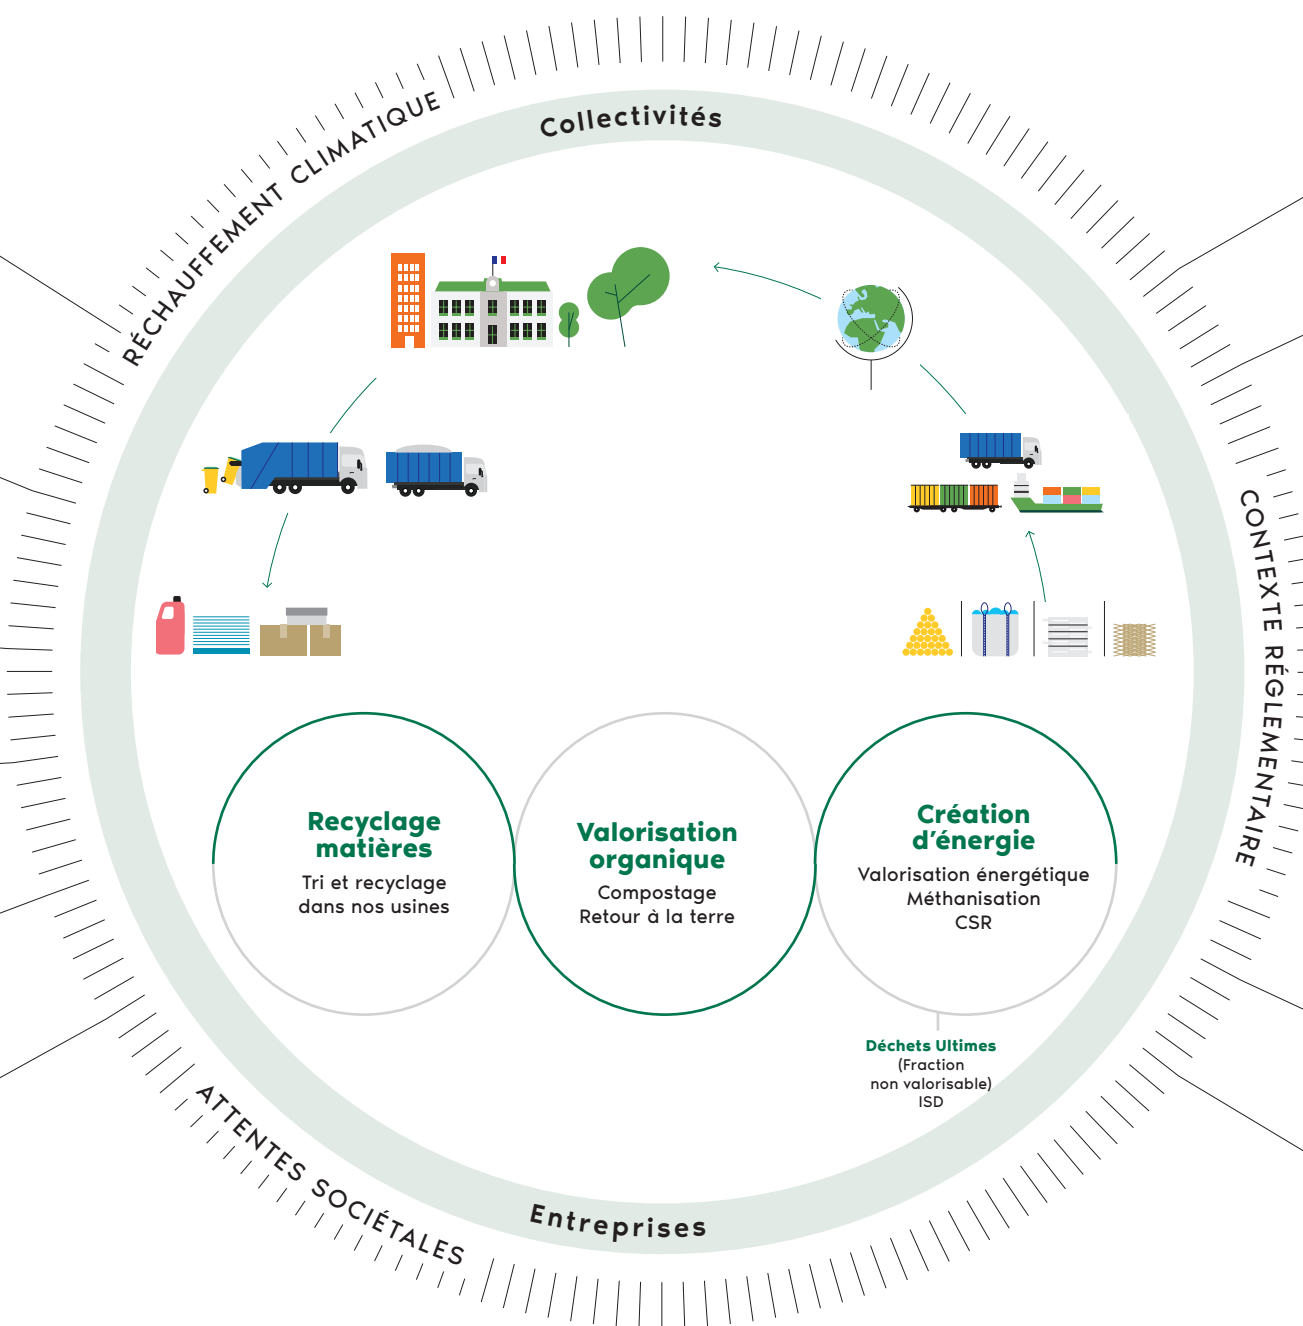 RÉCHAUFFEMENT CLIMATIQUE
Collectivités
CONTEXTE RÉGLEMENTAIRE
Recyclage
matières
Tri et recyclage
dans nos usines
Valorisation
organique
Compostage
Retour à la terre
Création
d’énergie
Valorisation énergétique
Méthanisation
CSR
Déchets Ultimes
(Fraction
non valorisable)
ISD
ATTENTES SOCIÉTALES
Entreprises